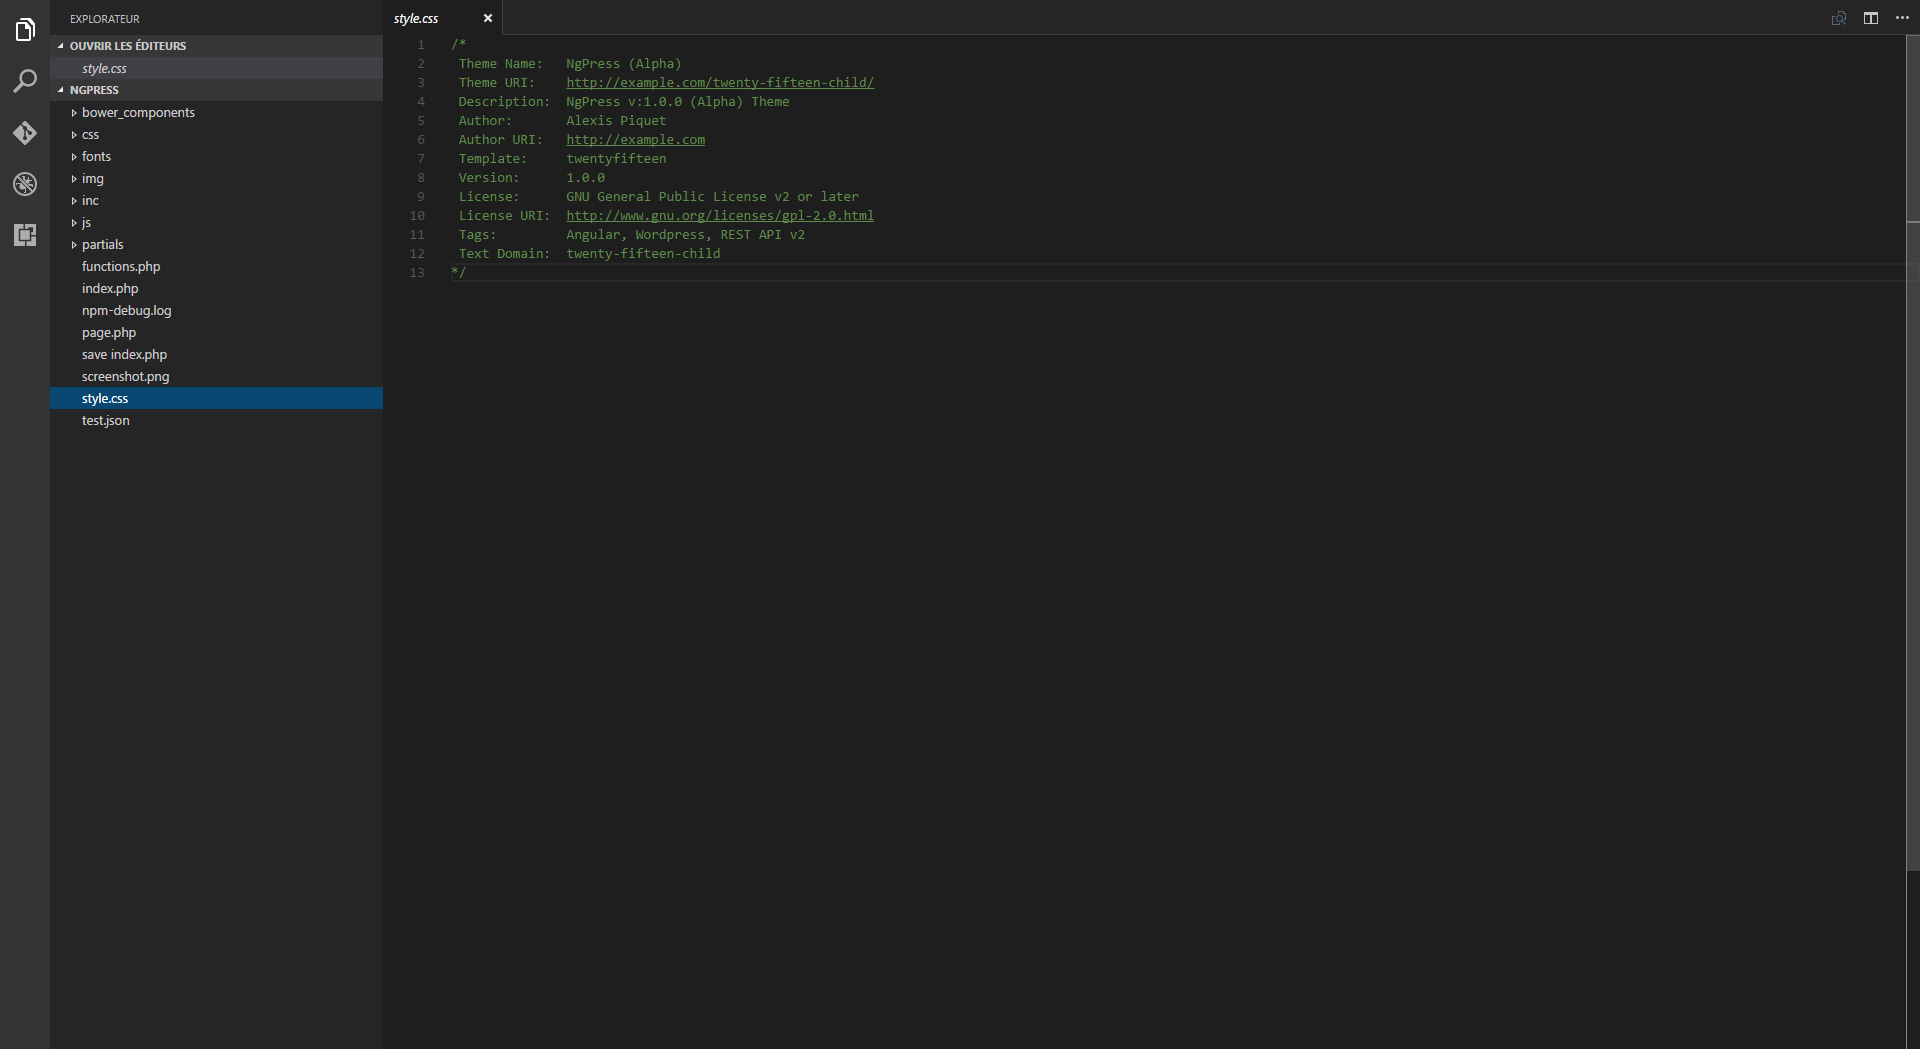 EXPLORATEUR
OUVRIR LES ÉDITEURS
style.css
NGPRESS
bower_components
css
fonts
img
inc
js
partials
functions.php
index.php
npm-debug.log
page.php
save index.php
screenshot.png
style.css
test.json
style.css
1 /*
2 Theme Name: NgPress (Alpha)
3 Theme URI: http://example.com/twenty-fifteen-child/
4 Description: NgPress v:1.0.0 (Alpha) Theme
5 Author: Alexis Piquet
6 Author URI: http://example.com
7 Template: twentyfifteen
8 Version: 1.0.0
9 License: GNU General Public License v2 or later
10 License URI: http://www.gnu.org/licenses/gpl-2.0.html
11 Tags: Angular, Wordpress, REST API v2
12 Text Domain: twenty-fifteen-child
13 */